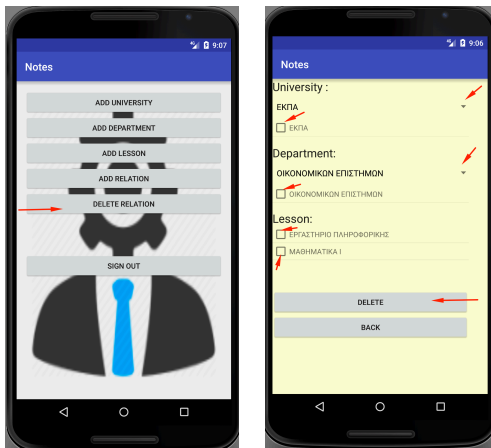 9:07
Notes
ADD UNIVERSITY
ADD DEPARTMENT
ADD LESSON
ADD RELATION
DELETE RELATION
SIGN OUT
9:06
Notes
University :
ΕΚΠΑ
ΕΚΠΑ
Department:
ΟΙΚΟΝΟΜΙΚΩΝ ΕΠΙΣΤΗΜΩΝ
ΟΙΚΟΝΟΜΙΚΩΝ ΕΠΙΣΤΗΜΩΝ
Lesson:
ΕΡΓΑΣΤΗΡΙΟ ΠΛΗΡΟΦΟΡΙΚΗΣ
ΜΑΘΗΜΑΤΙΚΑ Ι
DELETE
BACK